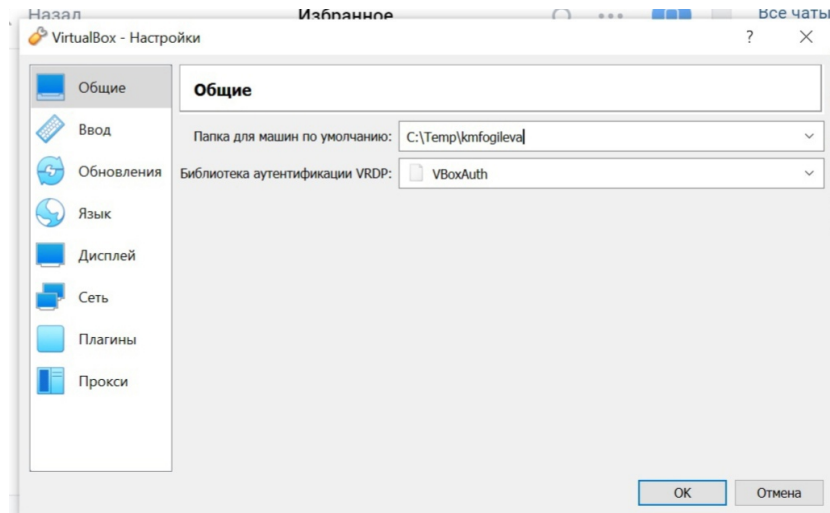 Назад Избранное ... Все чаты
VirtualBox - Настройки ?
Общие
Общие
Ввод
Папка для машин по умолчанию: C:\Temp\kmfogileva
Обновления
Библиотека аутентификации VRDP: VBoxAuth
Язык
Дисплей
Сеть
Плагины
Прокси
OK Отмена